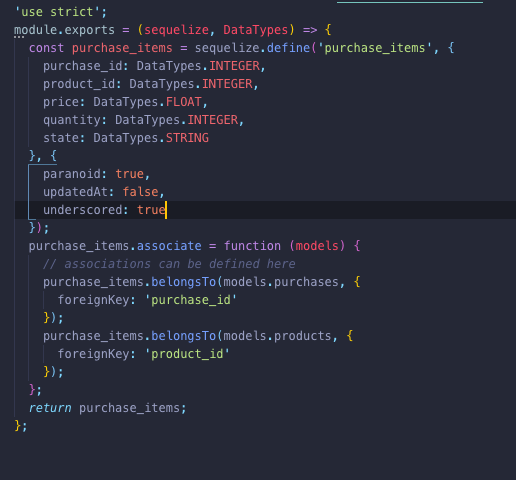 'use strict';
module.exports = (sequelize, DataTypes) => {
  const purchase_items = sequelize.define('purchase_items', {
    purchase_id: DataTypes.INTEGER,
    product_id: DataTypes.INTEGER,
    price: DataTypes.FLOAT,
    quantity: DataTypes.INTEGER,
    state: DataTypes.STRING
  }, {
    paranoid: true,
    updatedAt: false,
    underscored: true
  });
  purchase_items.associate = function (models) {
    // associations can be defined here
    purchase_items.belongsTo(models.purchases, {
      foreignKey: 'purchase_id'
    });
    purchase_items.belongsTo(models.products, {
      foreignKey: 'product_id'
    });
  };
  return purchase_items;
};